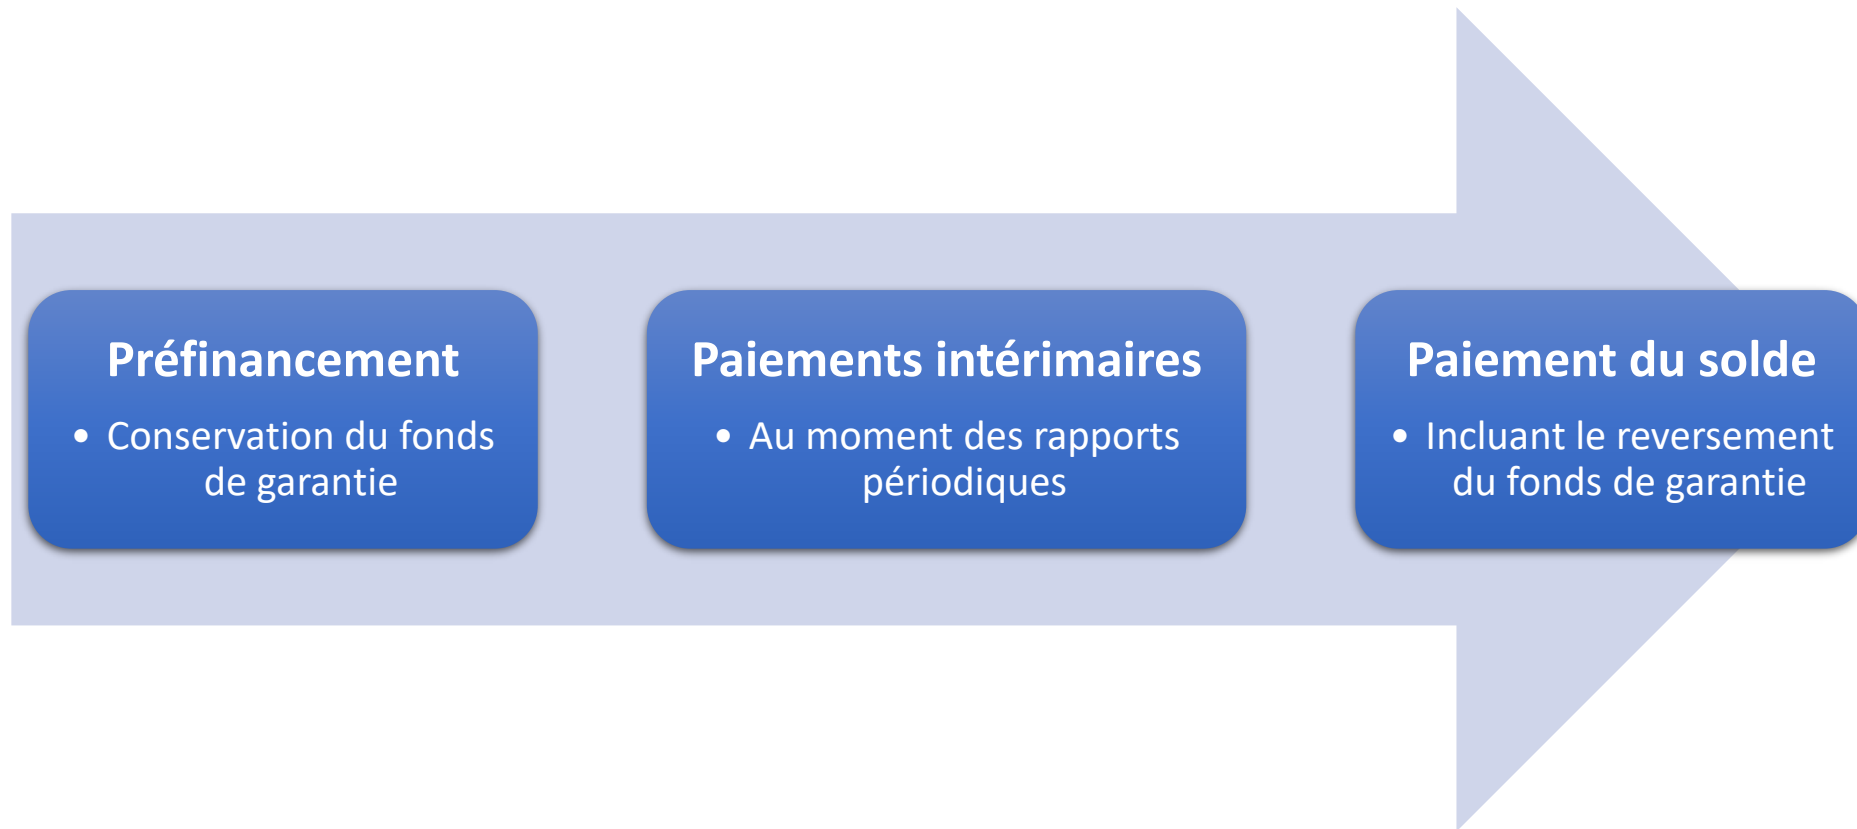 Préfinancement
• Conservation du fonds
de garantie
Paiements intérimaires
• Au moment des rapports
périodiques
Paiement du solde
• Incluant le reversement
du fonds de garantie